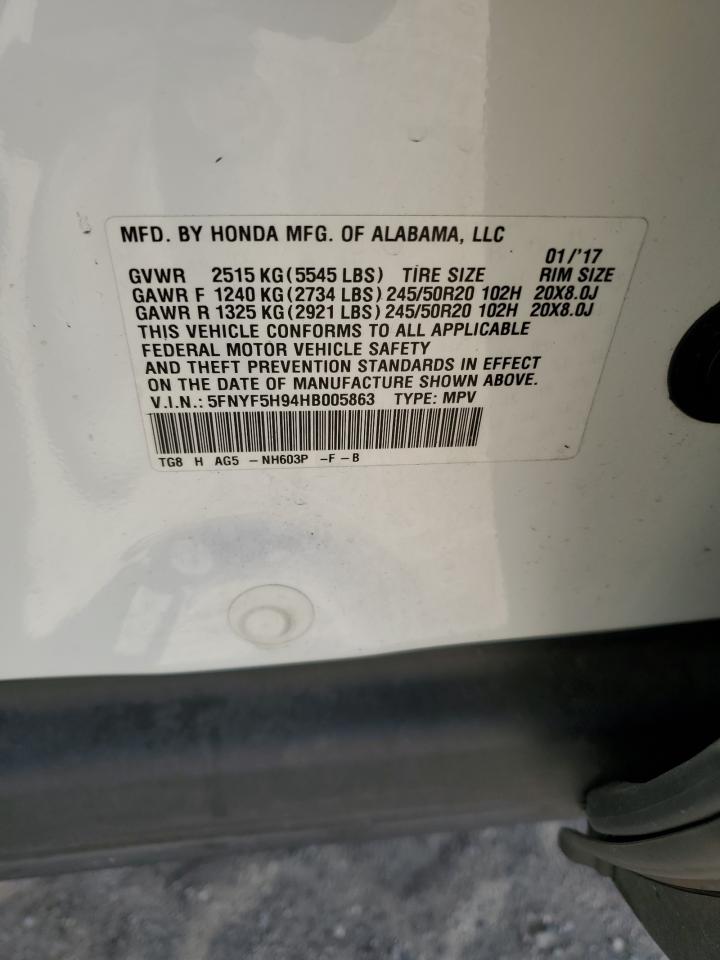 MFD. BY HONDA MFG. OF ALABAMA, LLC
01/'17
GVWR 2515 KG (5545 LBS) TIRE SIZE RIM SIZE
GAWR F 1240 KG (2734 LBS) 245/50R20 102H 20X8.0J
GAWR R 1325 KG (2921 LBS) 245/50R20 102H 20X8.0J
THIS VEHICLE CONFORMS TO ALL APPLICABLE
FEDERAL MOTOR VEHICLE SAFETY
AND THEFT PREVENTION STANDARDS IN EFFECT
ON THE DATE OF MANUFACTURE SHOWN ABOVE.
V.I.N.: 5FNYF5H94HB005863 TYPE: MPV
TG8 H AG5 - NH603P -F - B